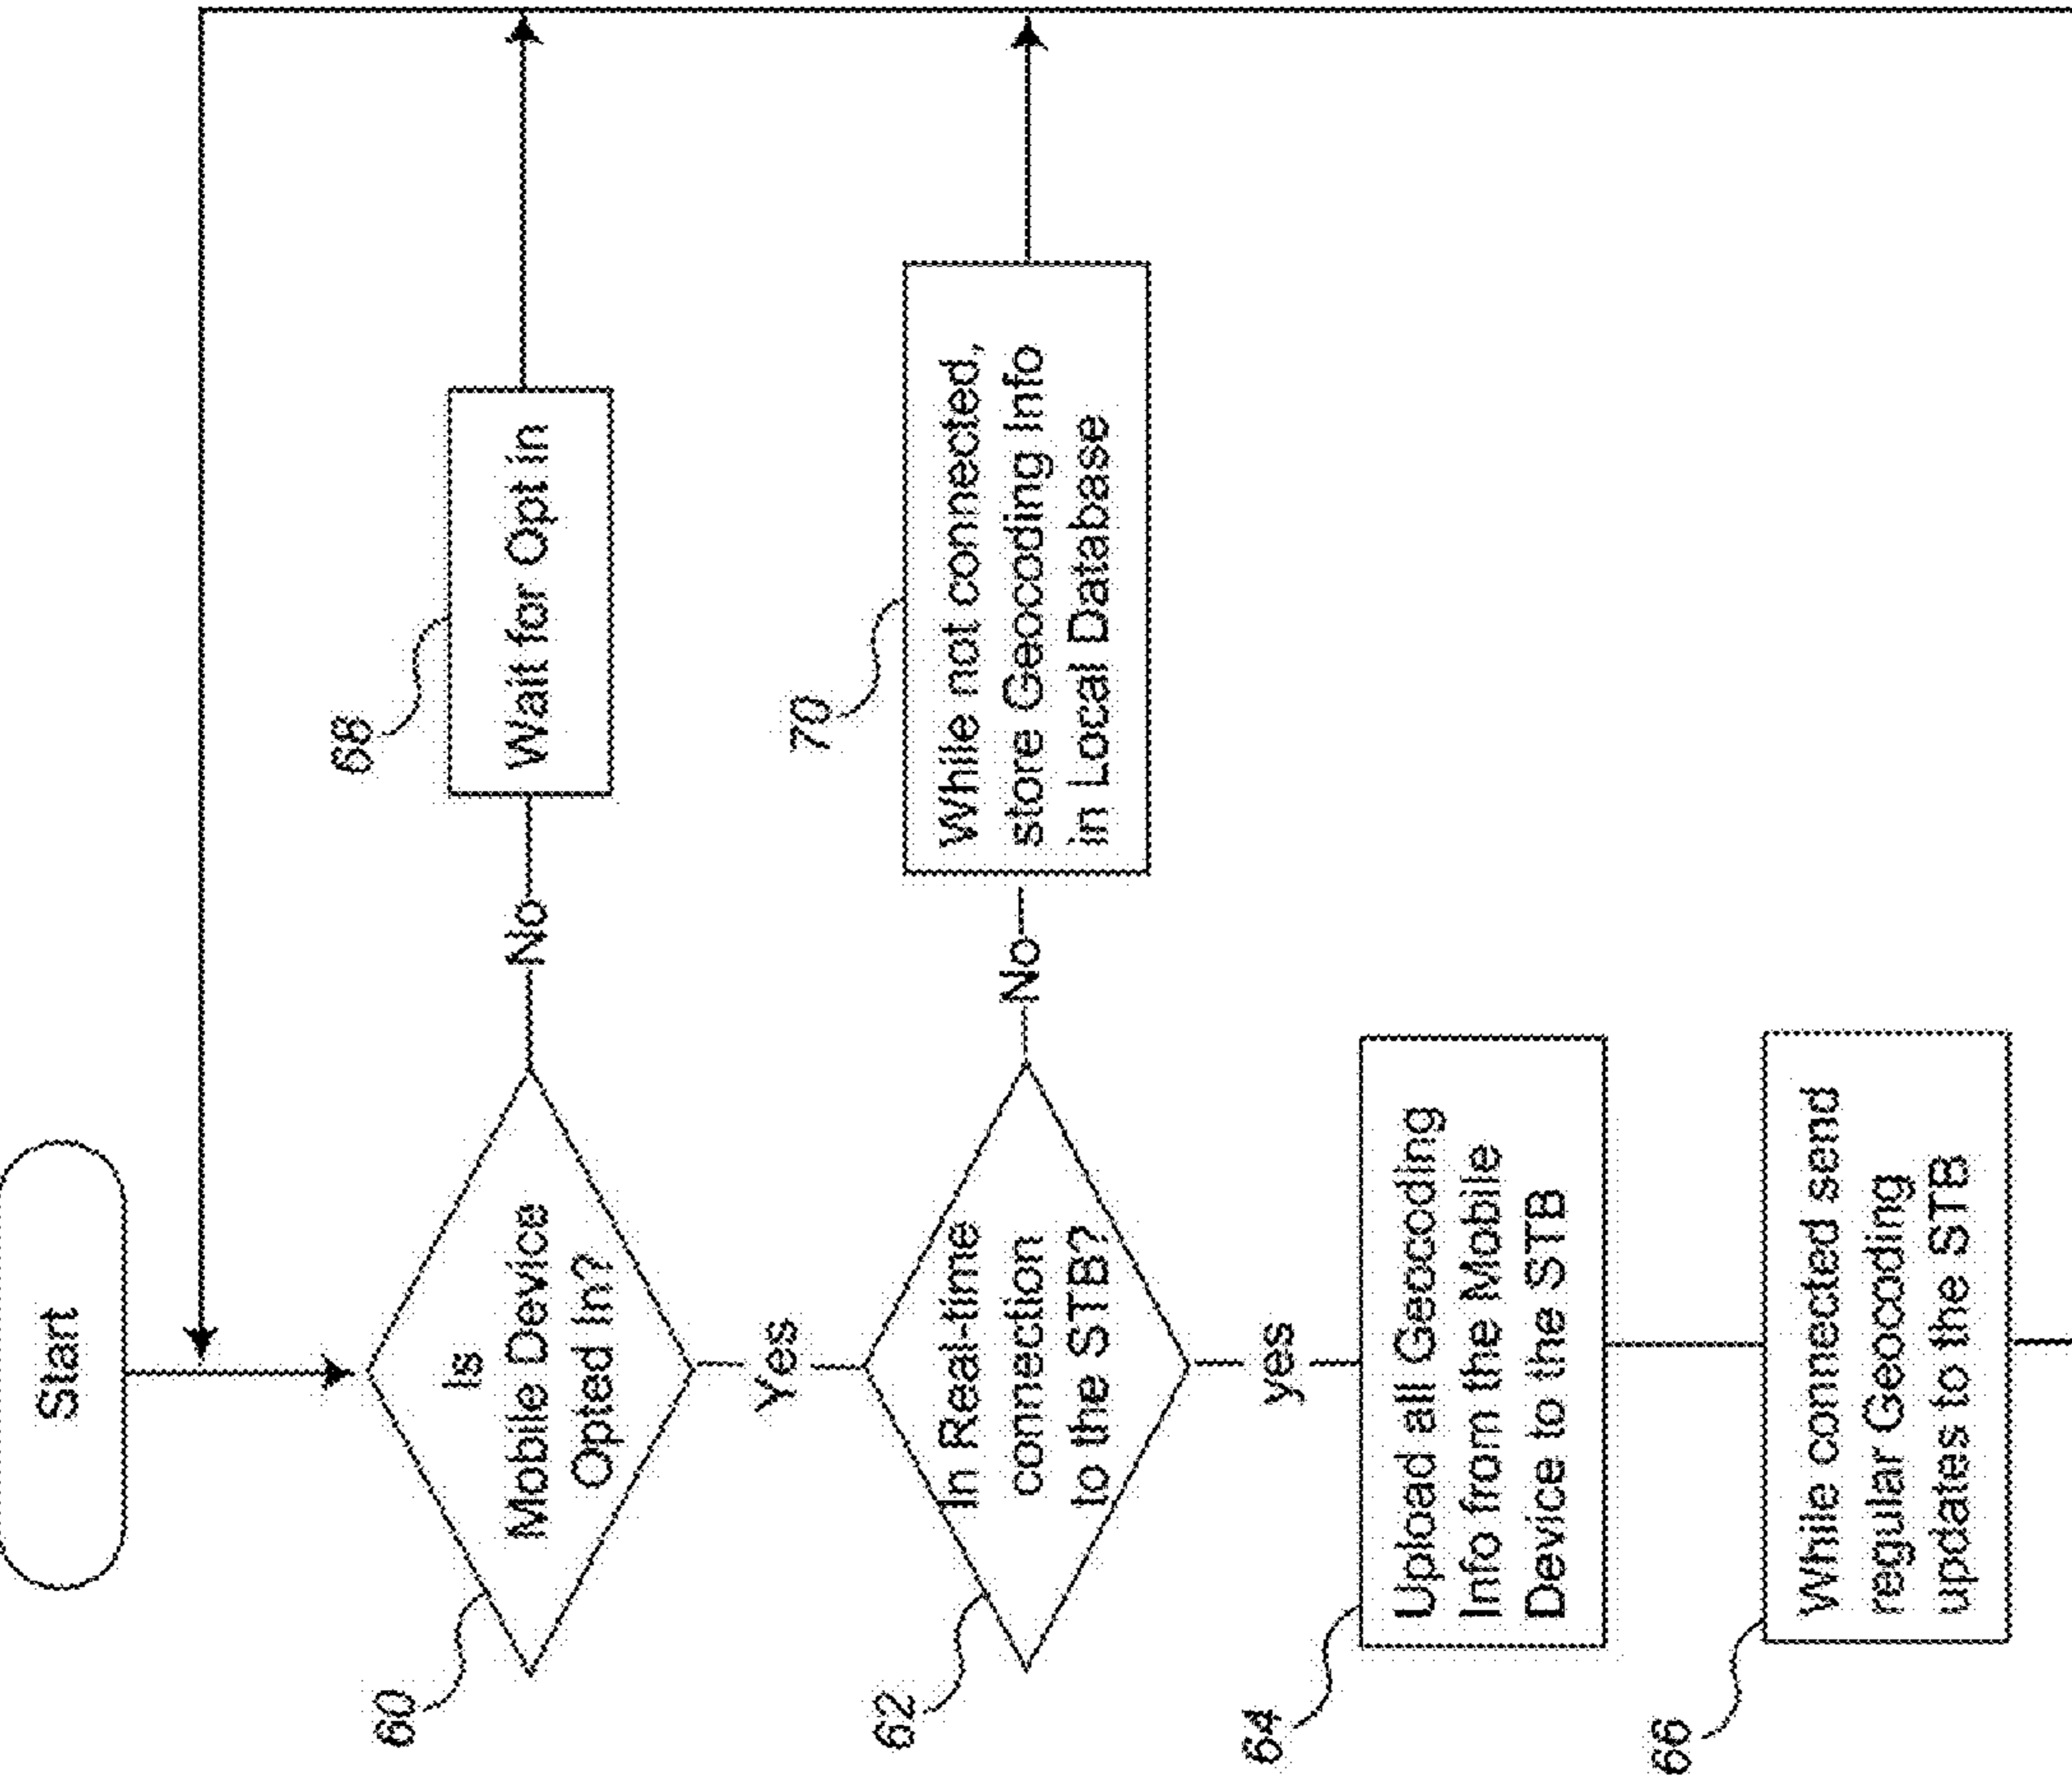 Start
60
Is
Mobile Device
Opted In?
No
68
Wait for Opt in
Yes
62
In Real-time
connection
to the STB?
No
70
While not connected,
store Geocoding Info
in Local Database
yes
64
Upload all Geocoding
Info from the Mobile
Device to the STB
66
While connected send
regular Geocoding
updates to the STB